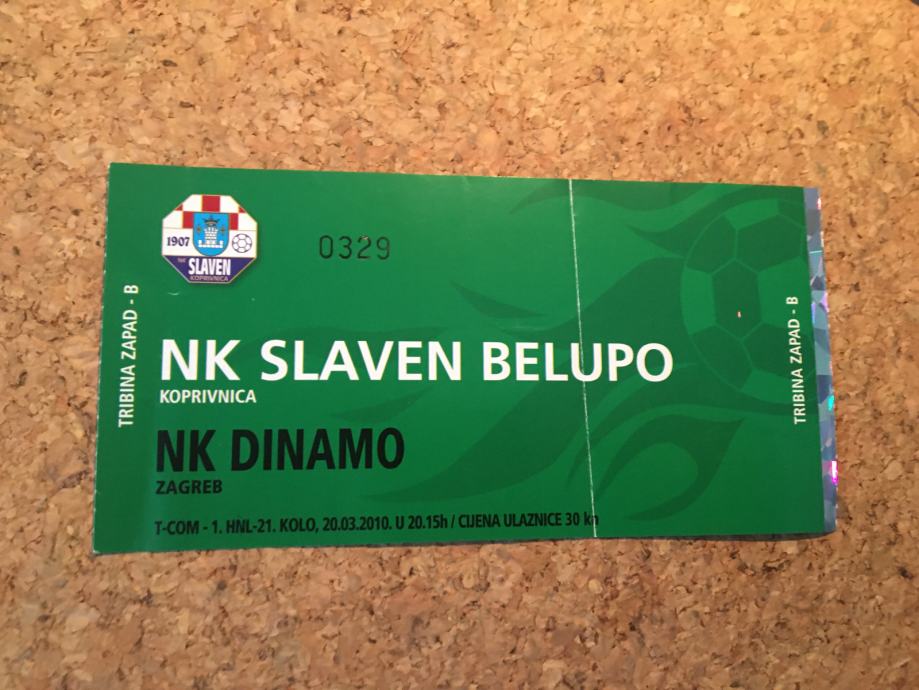 1907
NK
SLAVEN
KOPRIVNICA
0329
TRIBINA ZAPAD - B
NK SLAVEN BELUPO
KOPRIVNICA
NK DINAMO
ZAGREB
T-COM - 1. HNL-21. KOLO, 20.03.2010. U 20.15h / CIJENA ULAZNICE 30 kn
TRIBINA ZAPAD - B